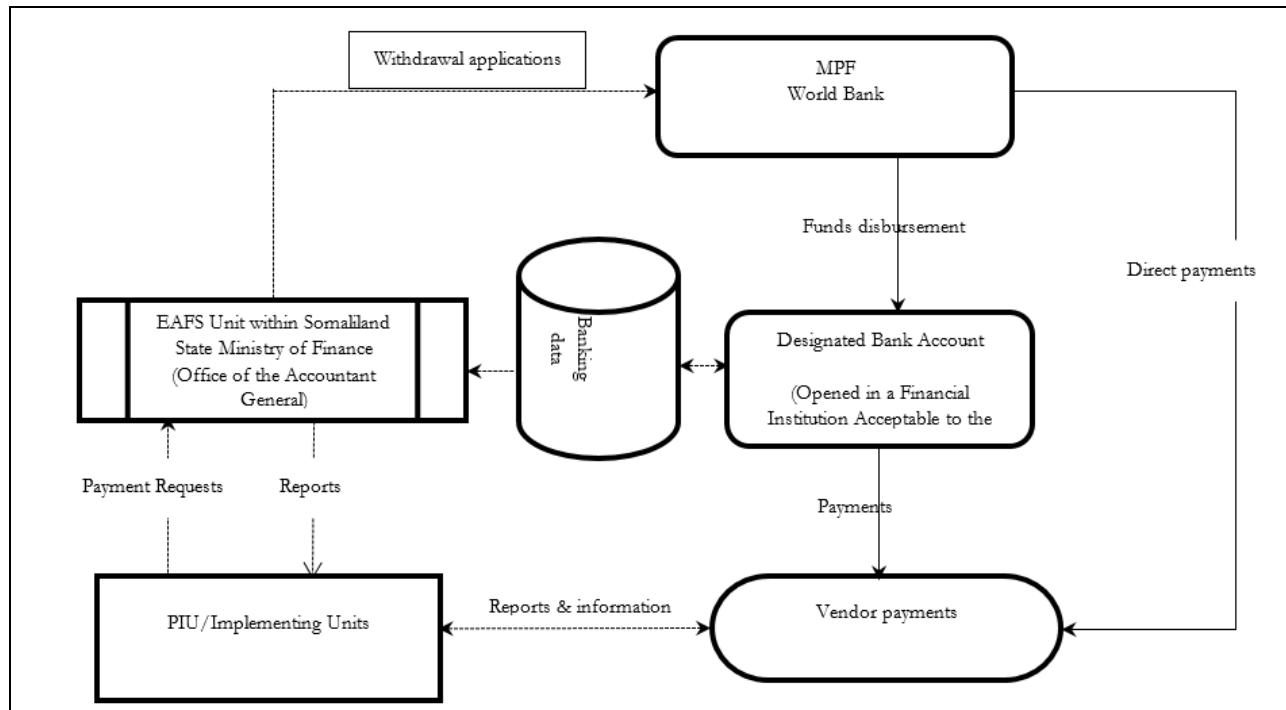 Withdrawal applications
MPF
World Bank
Funds disbursement
Direct payments
EAFS Unit within Somaliland
State Ministry of Finance
(Office of the Accountant
General)
Banking
data
Designated Bank Account
(Opened in a Financial
Institution Acceptable to the
Payment Requests
Reports
Payments
PIU/Implementing Units
Reports & information
Vendor payments